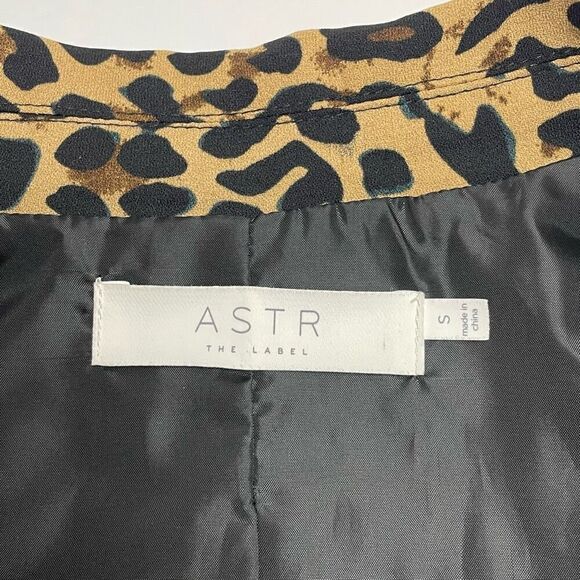 ASTR
THE LABEL
S
made in
china